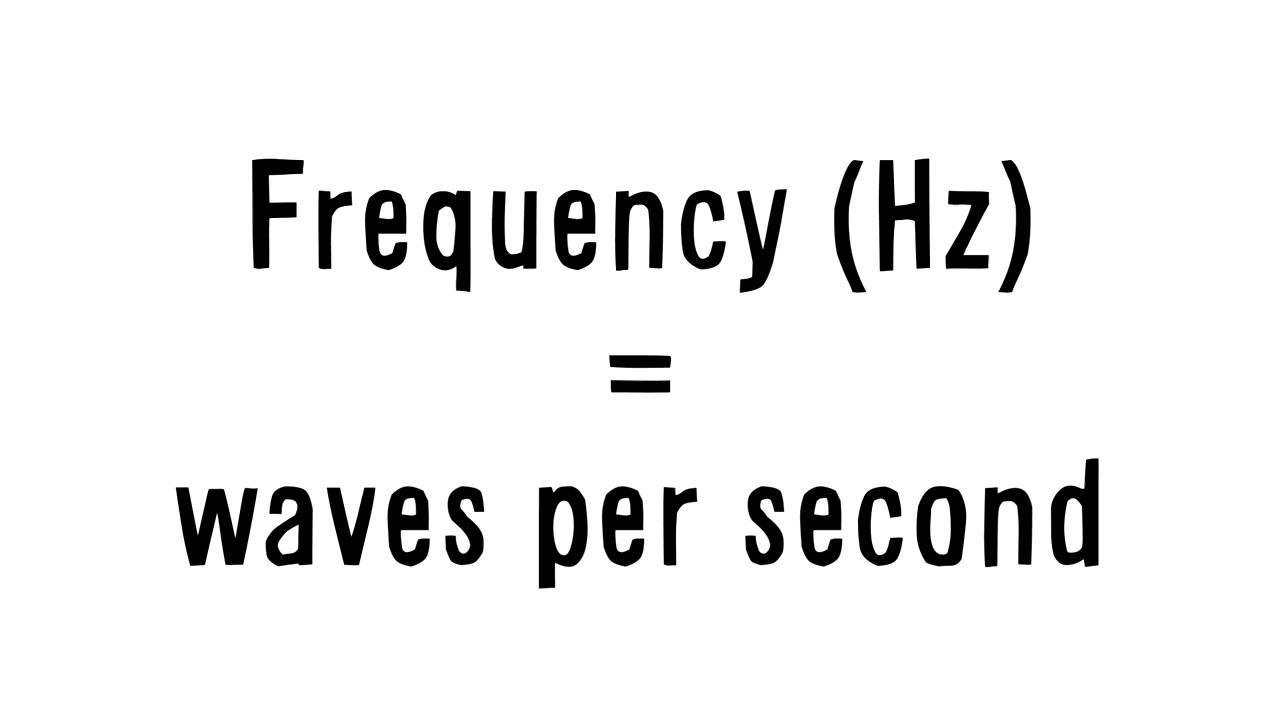 Frequency (Hz)
=
waves per second